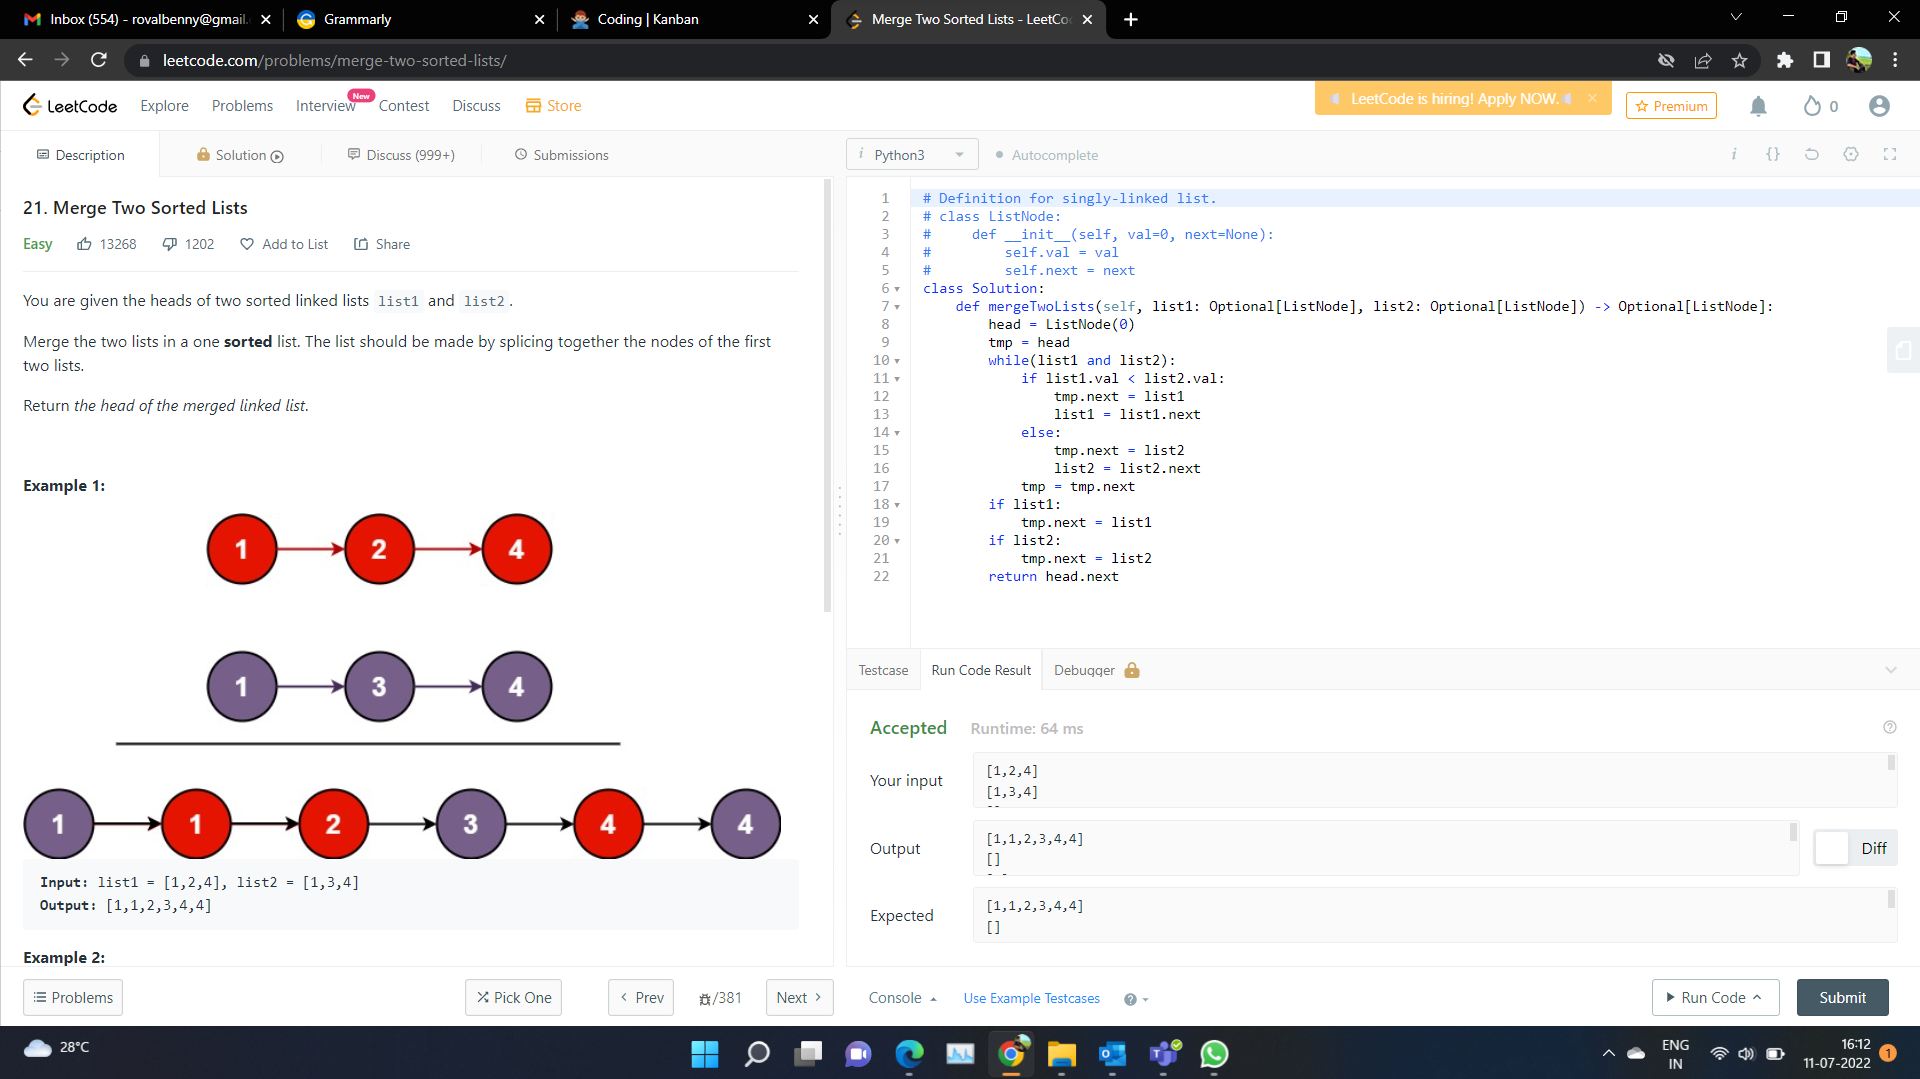 Inbox (554) - rovalbenny@gmail.
Grammarly
Coding | Kanban
Merge Two Sorted Lists - LeetCo
leetcode.com/problems/merge-two-sorted-lists/
LeetCode
Explore
Problems
Interview
New
Contest
Discuss
Store
LeetCode is hiring! Apply NOW.
Premium
0
Description
Solution
Discuss (999+)
Submissions
Python3
Autocomplete
21. Merge Two Sorted Lists
Easy
13268
1202
Add to List
Share
You are given the heads of two sorted linked lists list1 and list2.
Merge the two lists in a one sorted list. The list should be made by splicing together the nodes of the first
two lists.
Return the head of the merged linked list.
Example 1:
1 2 4
1 3 4
1 1 2 3 4 4
Input: list1 = [1,2,4], list2 = [1,3,4]
Output: [1,1,2,3,4,4]
Example 2:
Problems
Pick One
Prev
/381
Next
1 # Definition for singly-linked list.
2 # class ListNode:
3 #     def __init__(self, val=0, next=None):
4 #         self.val = val
5 #         self.next = next
6 class Solution:
7     def mergeTwoLists(self, list1: Optional[ListNode], list2: Optional[ListNode]) -> Optional[ListNode]:
8         head = ListNode(0)
9         tmp = head
10         while(list1 and list2):
11             if list1.val < list2.val:
12                 tmp.next = list1
13                 list1 = list1.next
14             else:
15                 tmp.next = list2
16                 list2 = list2.next
17             tmp = tmp.next
18         if list1:
19             tmp.next = list1
20         if list2:
21             tmp.next = list2
22         return head.next
Testcase
Run Code Result
Debugger
Accepted
Runtime: 64 ms
Your input
[1,2,4]
[1,3,4]
Output
[1,1,2,3,4,4]
[]
Diff
Expected
[1,1,2,3,4,4]
[]
Console
Use Example Testcases
Run Code
Submit
28°C
ENG
IN
16:12
11-07-2022
1